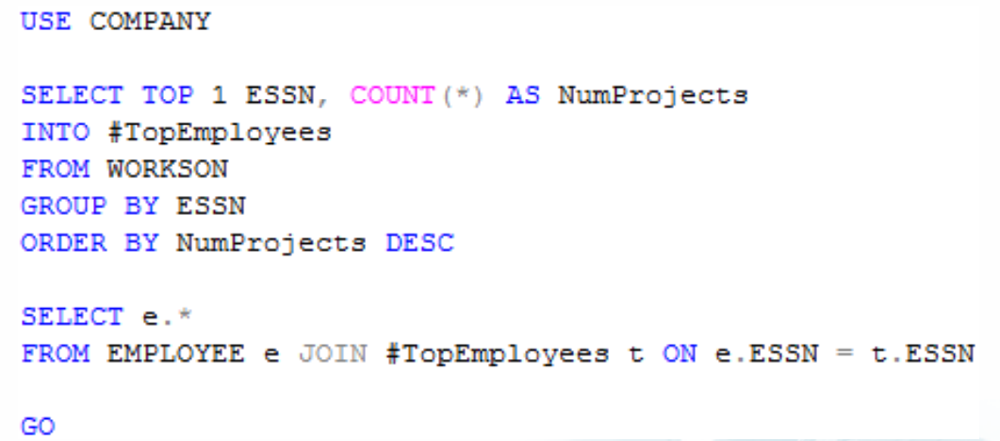 USE COMPANY
SELECT TOP 1 ESSN, COUNT(*) AS NumProjects
INTO #TopEmployees
FROM WORKSON
GROUP BY ESSN
ORDER BY NumProjects DESC
SELECT e.*
FROM EMPLOYEE e JOIN #TopEmployees t ON e.ESSN = t.ESSN
GO